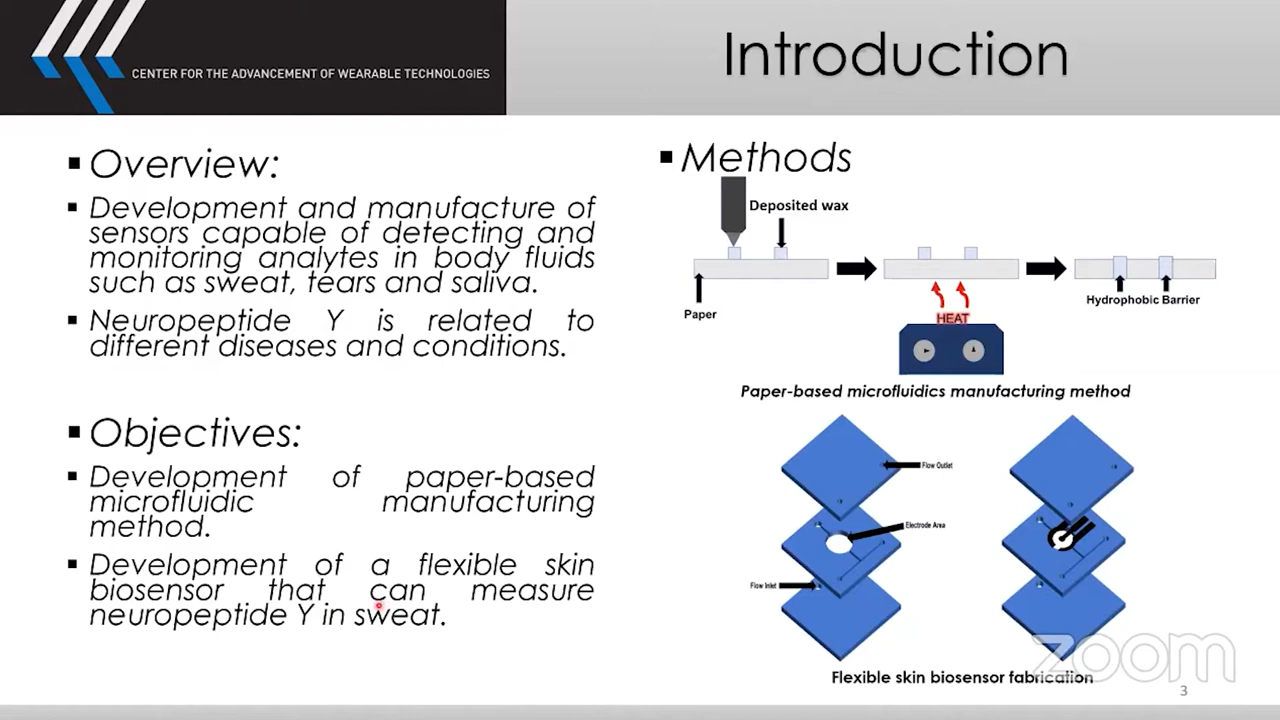 CENTER FOR THE ADVANCEMENT OF WEARABLE TECHNOLOGIES
Introduction
Overview:
Development and manufacture of
sensors capable of detecting and
monitoring analytes in body fluids
such as sweat, tears and saliva.
Neuropeptide Y is related to
different diseases and conditions.
Objectives:
Development of paper-based
microfluidic manufacturing
method.
Development of a flexible skin
biosensor that can measure
neuropeptide Y in sweat.
Methods
Deposited wax
Paper
HEAT
Hydrophobic Barrier
Paper-based microfluidics manufacturing method
Flow Outlet
Electrode Area
Flow Inlet
Flexible skin biosensor fabrication
zoom
3